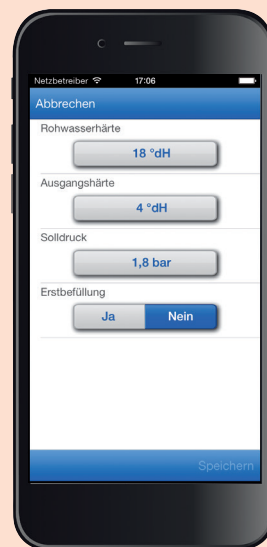 Netzbetreiber 17:06
Abbrechen
Rohwasserhärte
18 °dH
Ausgangshärte
4 °dH
Solldruck
1,8 bar
Erstbefüllung
Ja Nein
Speichern